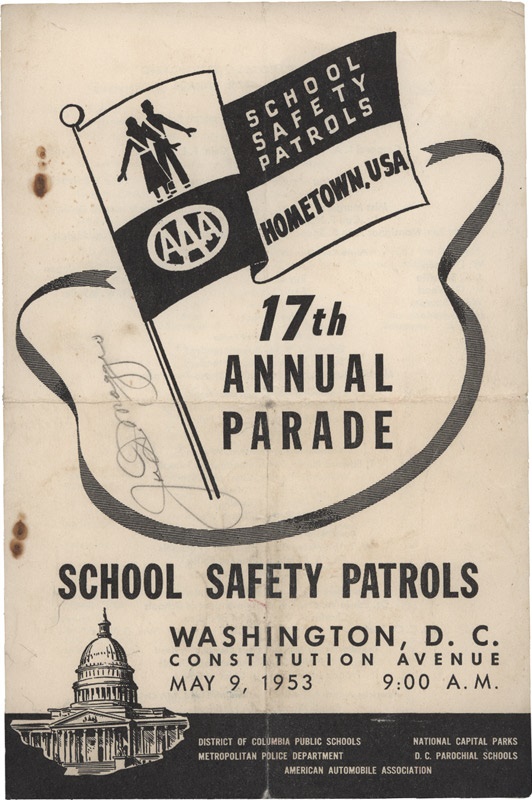 SCHOOL
SAFETY
PATROLS
HOMETOWN, USA
AAA
17th
ANNUAL
PARADE
SCHOOL SAFETY PATROLS
WASHINGTON, D. C.
CONSTITUTION AVENUE
MAY 9, 1953 9:00 A.M.
DISTRICT OF COLUMBIA PUBLIC SCHOOLS NATIONAL CAPITAL PARKS
METROPOLITAN POLICE DEPARTMENT D. C. PAROCHIAL SCHOOLS
AMERICAN AUTOMOBILE ASSOCIATION